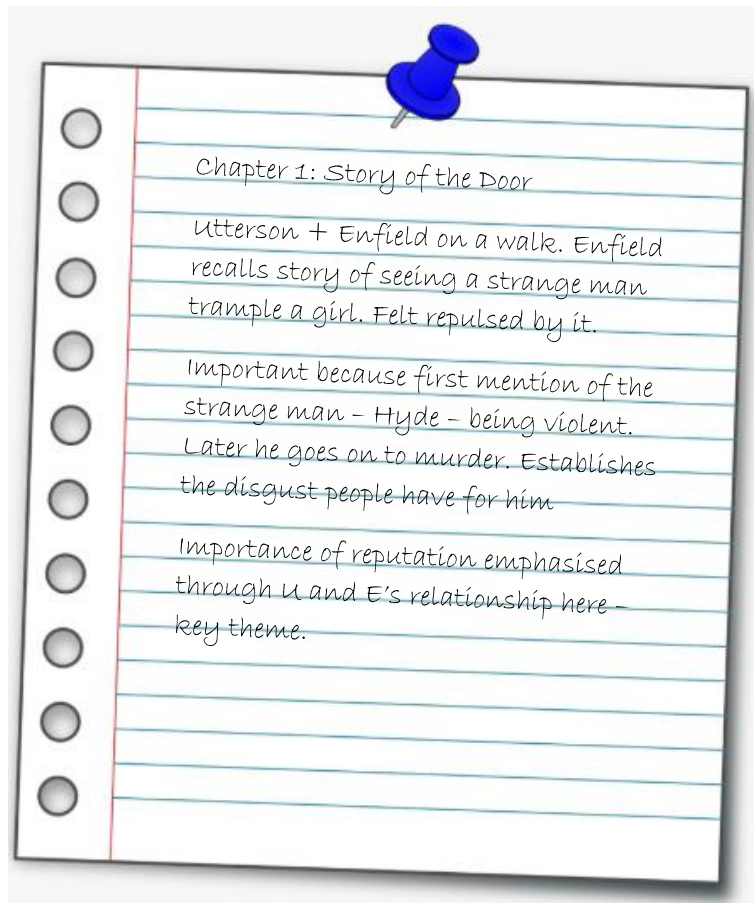 Chapter 1: Story of the Door
Utterson + Enfield on a walk. Enfield
recalls story of seeing a strange man
trample a girl. Felt repulsed by it.
Important because first mention of the
strange man – Hyde – being violent.
Later he goes on to murder. Establishes
the disgust people have for him
Importance of reputation emphasised
through U and E's relationship here –
key theme.